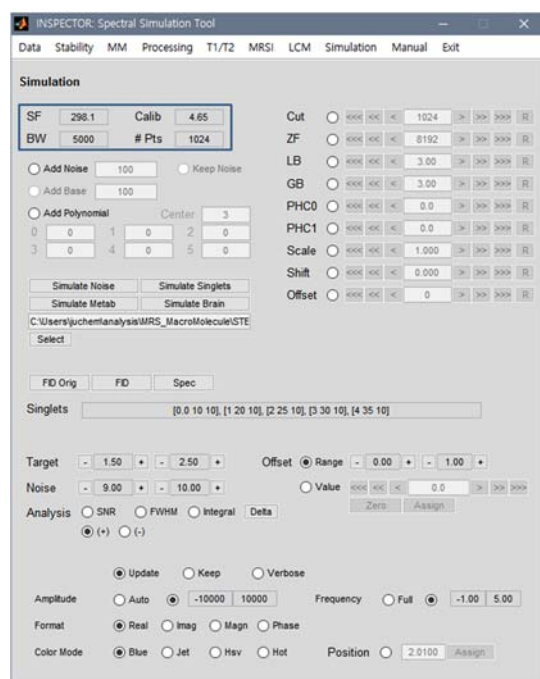 INSPECTOR: Spectral Simulation Tool
Data Stability MM Processing T1/T2 MRSI LCM Simulation Manual Exit
Simulation
SF 298.1 Calib 4.65
BW 5000 # Pts 1024
Add Noise 100 Keep Noise
Add Base 100
Add Polynomial Center 3
0 0 1 0 2 0
3 0 4 0 5 0
Simulate Noise Simulate Singlets
Simulate Metab Simulate Brain
C:\Users\juchem\analysis\MRS_MacroMolecule\STE
Select
Cut <<< << < 1024 > >> >>> R
ZF <<< << < 8192 > >> >>> R
LB <<< << < 3.00 > >> >>> R
GB <<< << < 3.00 > >> >>> R
PHC0 <<< << < 0.0 > >> >>> R
PHC1 <<< << < 0.0 > >> >>> R
Scale <<< << < 1.000 > >> >>> R
Shift <<< << < 0.000 > >> >>> R
Offset <<< << < 0 > >> >>> R
FID Orig FID Spec
Singlets [0.0 10 10], [1 20 10], [2 25 10], [3 30 10], [4 35 10]
Target - 1.50 + - 2.50 + Offset Range - 0.00 + - 1.00 +
Noise - 9.00 + - 10.00 + Value <<< << < 0.0 > >> >>>
Analysis SNR FWHM Integral Delta Zero Assign
(+) (-)
Update Keep Verbose
Amplitude Auto -10000 10000 Frequency Full -1.00 5.00
Format Real Imag Magn Phase
Color Mode Blue Jet Hsv Hot Position 2.0100 Assign